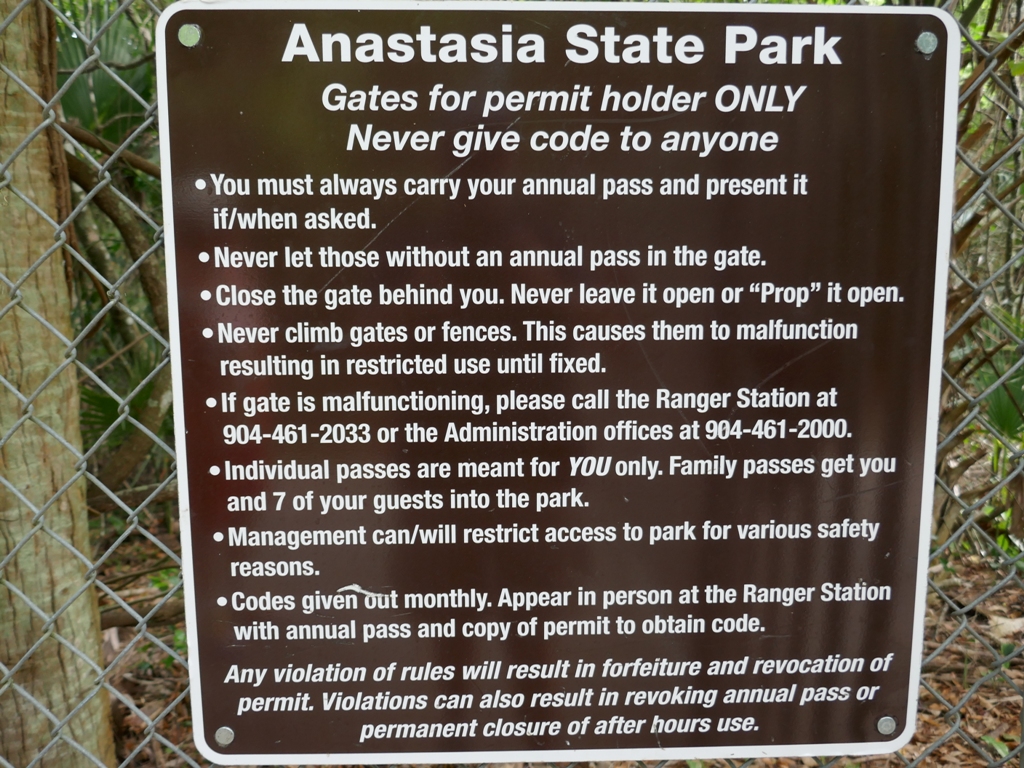 Anastasia State Park
Gates for permit holder ONLY
Never give code to anyone
• You must always carry your annual pass and present it
if/when asked.
• Never let those without an annual pass in the gate.
• Close the gate behind you. Never leave it open or “Prop” it open.
• Never climb gates or fences. This causes them to malfunction
resulting in restricted use until fixed.
• If gate is malfunctioning, please call the Ranger Station at
904-461-2033 or the Administration offices at 904-461-2000.
• Individual passes are meant for YOU only. Family passes get you
and 7 of your guests into the park.
• Management can/will restrict access to park for various safety
reasons.
• Codes given out monthly. Appear in person at the Ranger Station
with annual pass and copy of permit to obtain code.
Any violation of rules will result in forfeiture and revocation of
permit. Violations can also result in revoking annual pass or
permanent closure of after hours use.